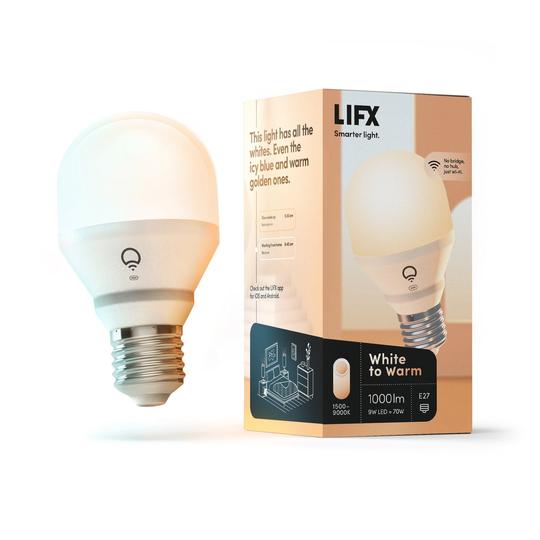 This light has all the
whites. Even the
icy blue and warm
golden ones.
Check out the LIFX app
for iOS and Android.
LIFX
Smarter light.
No bridge,
no hub,
just wi-fi.
White
to Warm
1500–
9000K
1000lm
9W LED ≈ 70W
E27